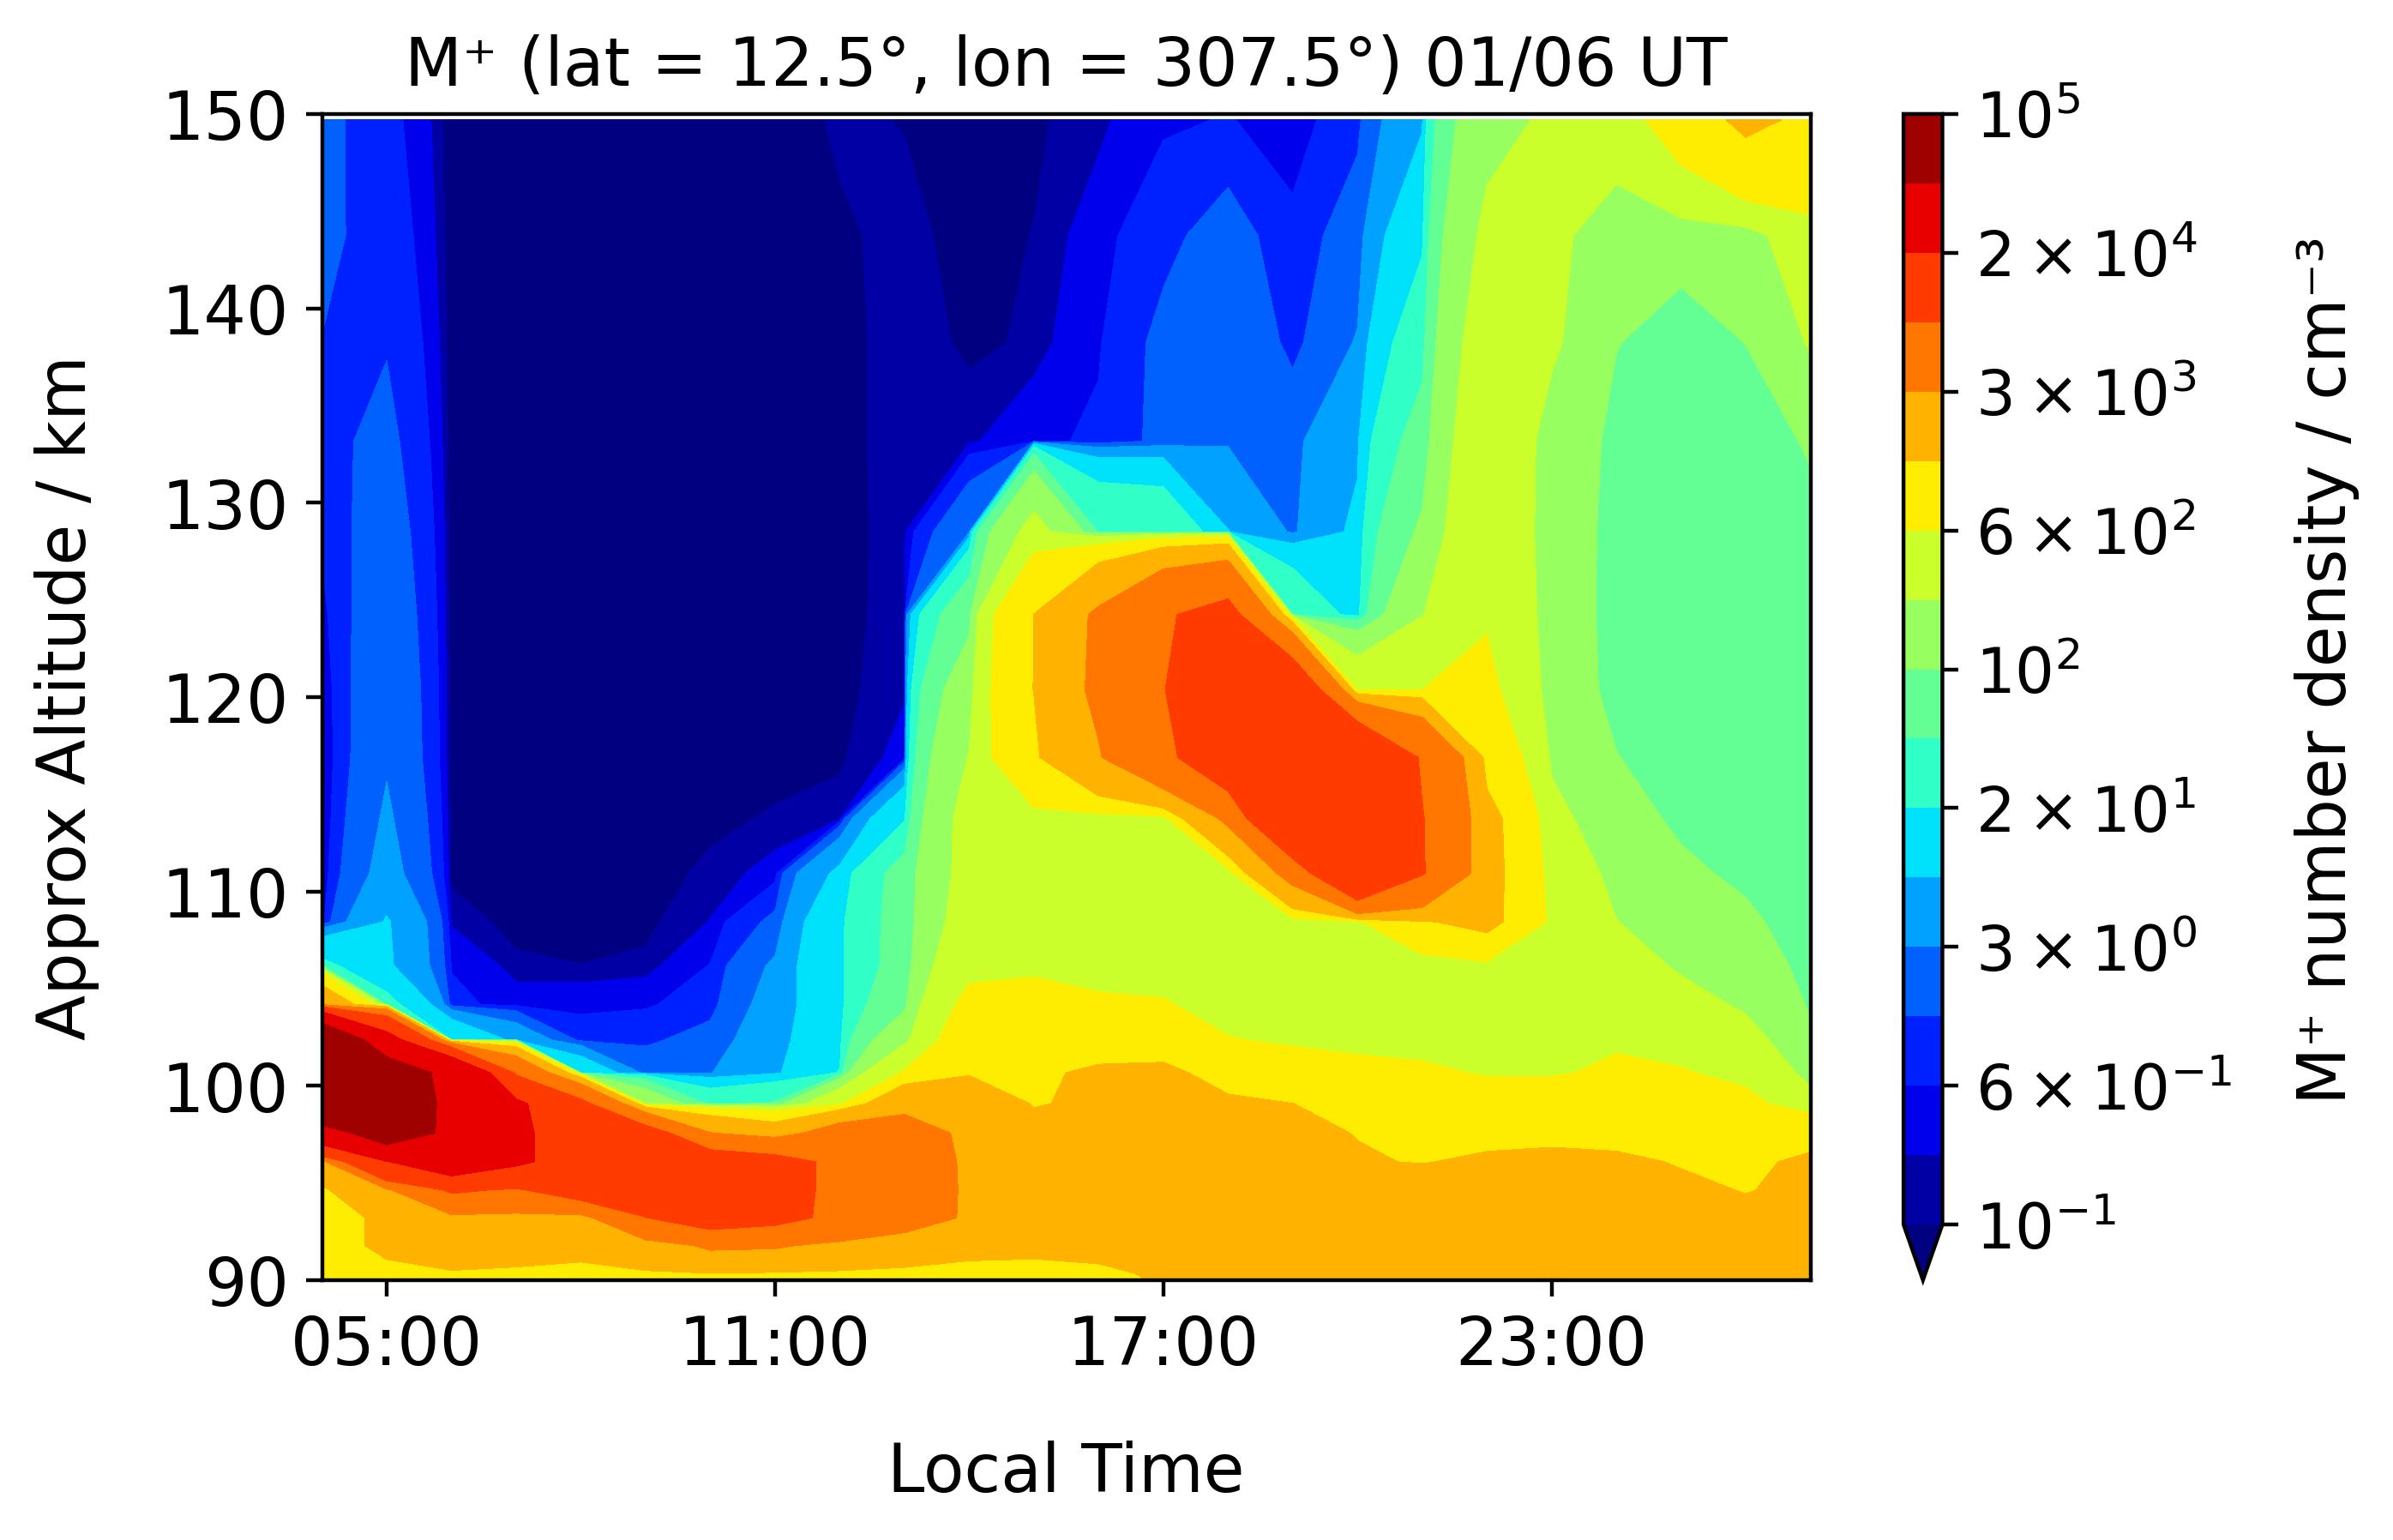 M⁺ (lat = 12.5°, lon = 307.5°) 01/06 UT
Approx Altitude / km
150
140
130
120
110
100
90
05:00
11:00
17:00
23:00
Local Time
10⁵
2 × 10⁴
3 × 10³
6 × 10²
10²
2 × 10¹
3 × 10⁰
6 × 10⁻¹
10⁻¹
M⁺ number density / cm⁻³